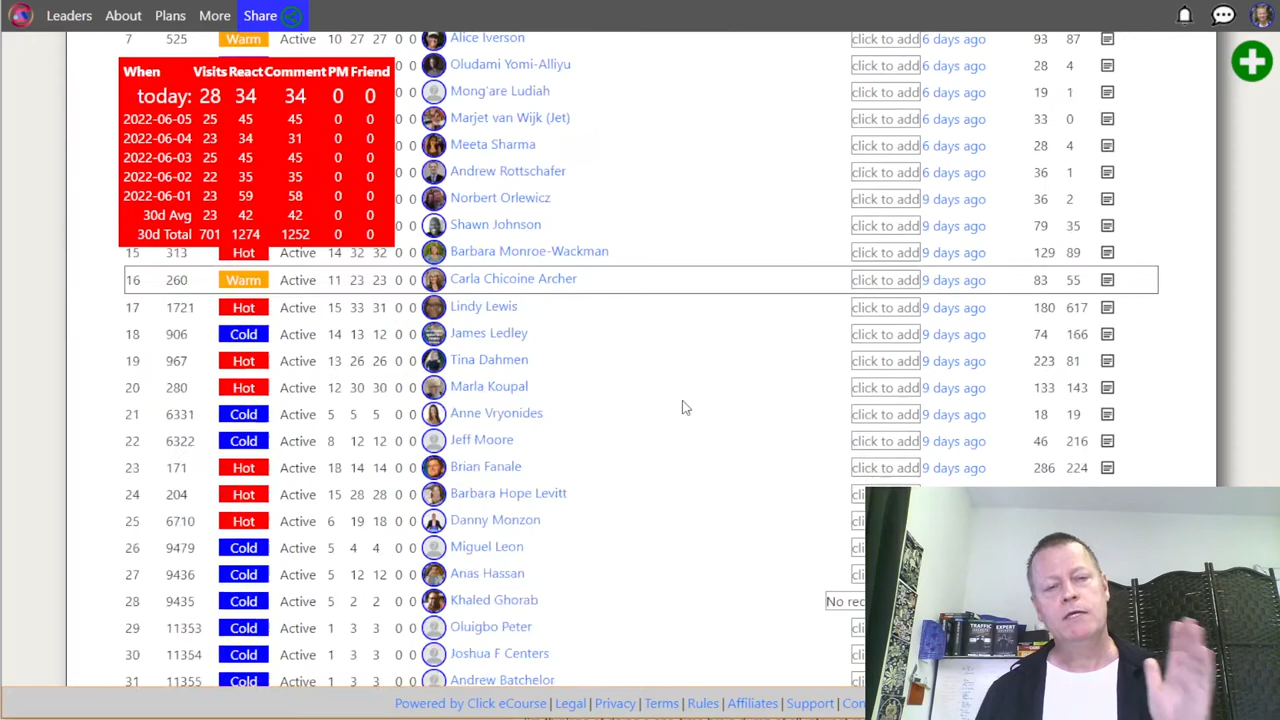 Leaders About Plans More Share
7 525 Warm Active 10 27 27 0 0 Alice Iverson click to add 6 days ago 93 87
Oludami Yomi-Alliyu click to add 6 days ago 28 4
Mong'are Ludiah click to add 6 days ago 19 1
Marjet van Wijk (Jet) click to add 6 days ago 33 0
Meeta Sharma click to add 6 days ago 28 4
Andrew Rottschafer click to add 6 days ago 36 1
Norbert Orlewicz click to add 6 days ago 36 2
Shawn Johnson click to add 6 days ago 79 35
When Visits React Comment PM Friend
today: 28 34 34 0 0
2022-06-05 25 45 45 0 0
2022-06-04 23 34 31 0 0
2022-06-03 25 45 45 0 0
2022-06-02 22 35 35 0 0
2022-06-01 23 59 58 0 0
30d Avg 23 42 42 0 0
30d Total 701 1274 1252 0 0
15 313 Hot Active 14 32 32 0 0 Barbara Monroe-Wackman click to add 6 days ago 129 89
16 260 Warm Active 11 23 23 0 0 Carla Chicoine Archer click to add 9 days ago 83 55
17 1721 Hot Active 15 33 31 0 0 Lindy Lewis click to add 9 days ago 180 617
18 906 Cold Active 14 13 12 0 0 James Ledley click to add 9 days ago 74 166
19 967 Hot Active 13 26 26 0 0 Tina Dahmen click to add 9 days ago 223 81
20 280 Hot Active 12 30 30 0 0 Marla Koupal click to add 9 days ago 133 143
21 6331 Cold Active 5 5 5 0 0 Anne Vryonides click to add 9 days ago 18 19
22 6322 Cold Active 8 12 12 0 0 Jeff Moore click to add 9 days ago 46 216
23 171 Hot Active 18 14 14 0 0 Brian Fanale click to add 9 days ago 286 224
24 204 Hot Active 15 28 28 0 0 Barbara Hope Levitt cli
25 6710 Hot Active 6 19 18 0 0 Danny Monzon cli
26 9479 Cold Active 5 4 4 0 0 Miguel Leon cli
27 9436 Cold Active 5 12 12 0 0 Anas Hassan cli
28 9435 Cold Active 5 2 2 0 0 Khaled Ghorab No rec
29 11353 Cold Active 1 3 3 0 0 Oluigbo Peter cli
30 11354 Cold Active 1 3 3 0 0 Joshua F Centers cli
31 11355 Cold Active 1 3 3 0 0 Andrew Batchelor cli
TRAFFIC EXPERT
SECRETS SECRETS
Powered by Click eCourse | Legal | Privacy | Terms | Rules | Affiliates | Support | Con